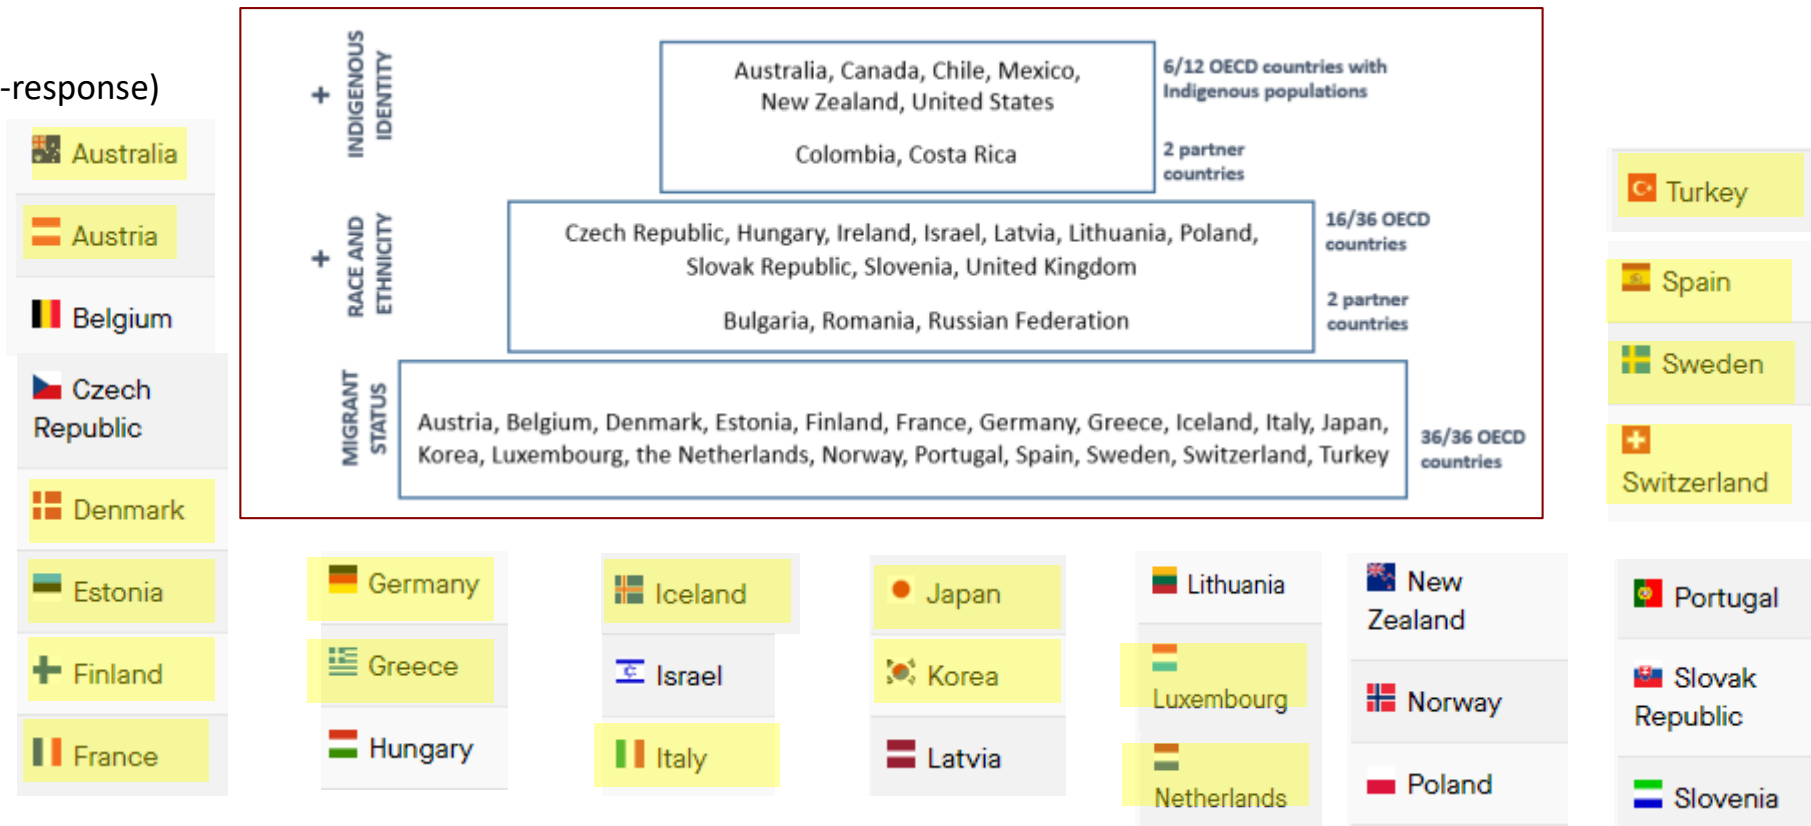 -response)
Australia
Austria
Belgium
Czech
Republic
Denmark
Estonia
Finland
France
+ INDIGENOUS
IDENTITY
Australia, Canada, Chile, Mexico,
New Zealand, United States
Colombia, Costa Rica
6/12 OECD countries with
Indigenous populations
2 partner
countries
+ RACE AND
ETHNICITY
Czech Republic, Hungary, Ireland, Israel, Latvia, Lithuania, Poland,
Slovak Republic, Slovenia, United Kingdom
Bulgaria, Romania, Russian Federation
16/36 OECD
countries
2 partner
countries
MIGRANT
STATUS
Austria, Belgium, Denmark, Estonia, Finland, France, Germany, Greece, Iceland, Italy, Japan,
Korea, Luxembourg, the Netherlands, Norway, Portugal, Spain, Sweden, Switzerland, Turkey
36/36 OECD
countries
Germany
Greece
Hungary
Iceland
Israel
Italy
Japan
Korea
Latvia
Lithuania
Luxembourg
Netherlands
New
Zealand
Norway
Poland
Turkey
Spain
Sweden
Switzerland
Portugal
Slovak
Republic
Slovenia